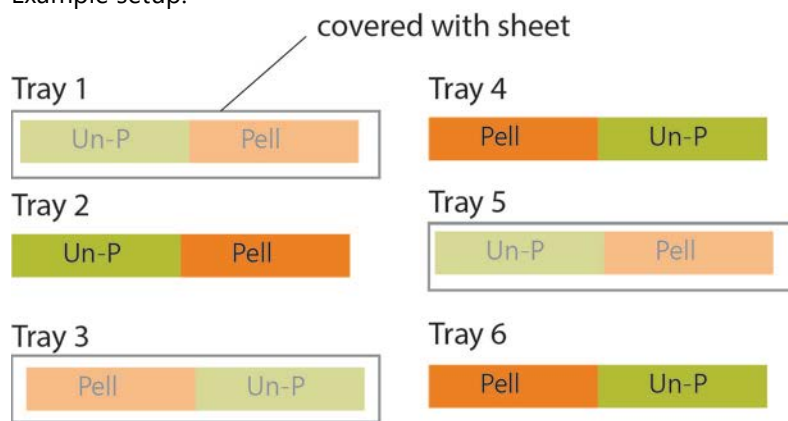 Example setup:
covered with sheet
Tray 1
Un-P Pell
Tray 2
Un-P Pell
Tray 3
Pell Un-P
Tray 4
Pell Un-P
Tray 5
Un-P Pell
Tray 6
Pell Un-P